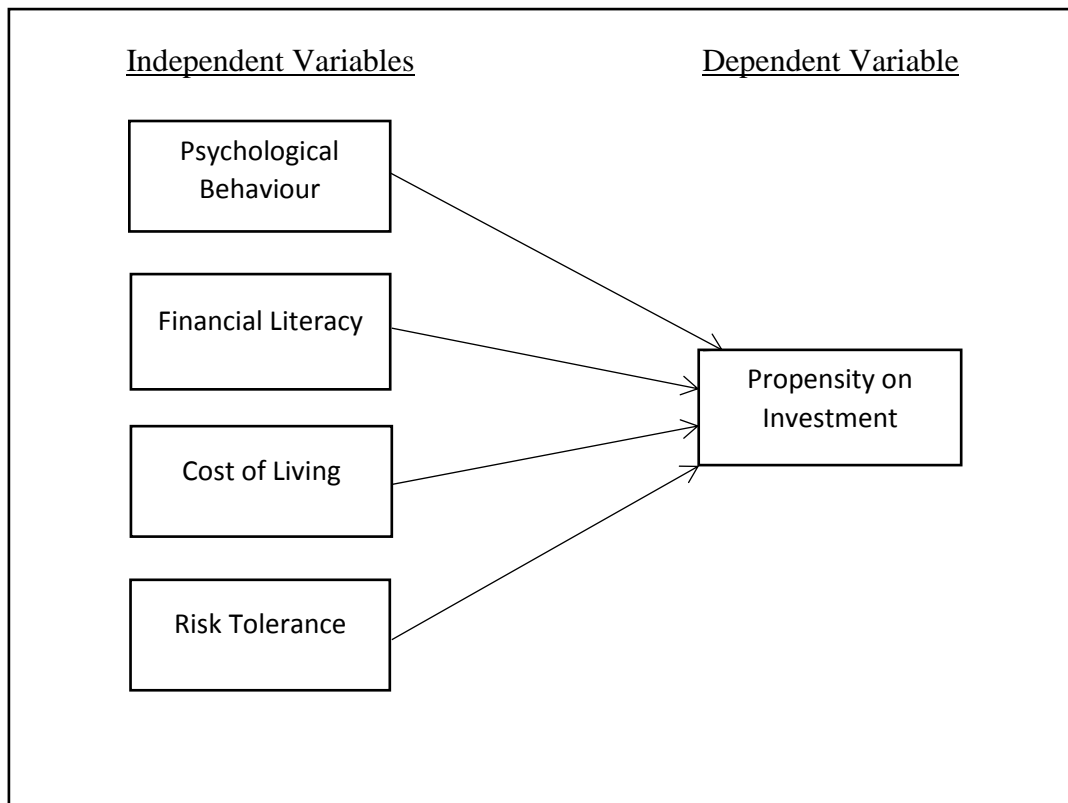 Independent Variables
Dependent Variable
Psychological
Behaviour
Financial Literacy
Cost of Living
Risk Tolerance
Propensity on
Investment